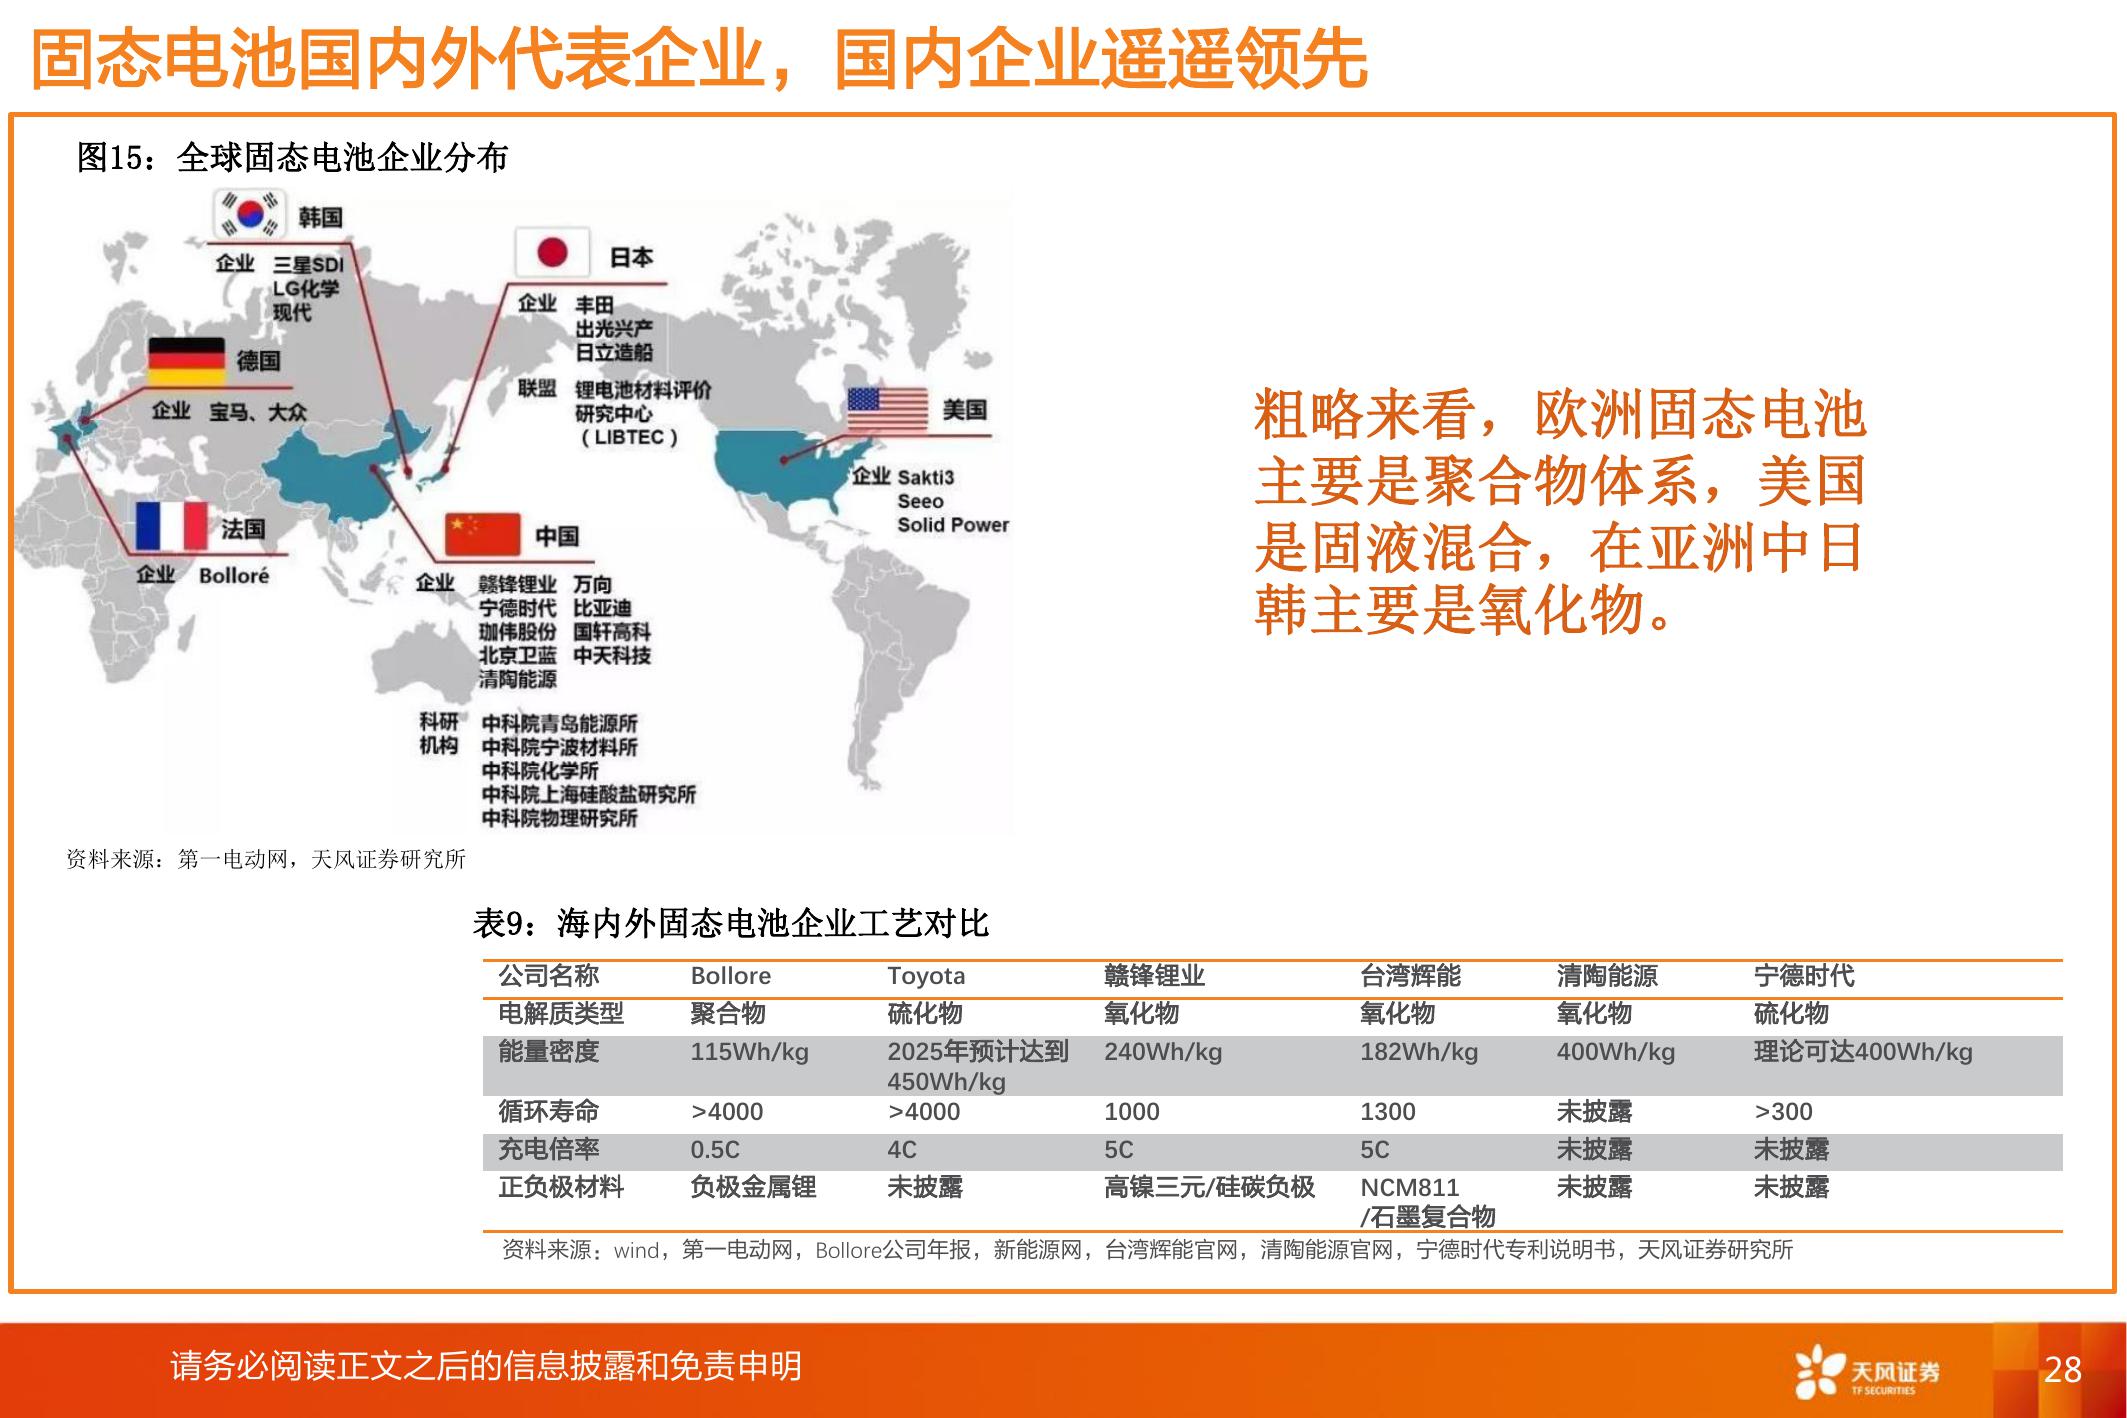 固态电池国内外代表企业，国内企业遥遥领先
图15：全球固态电池企业分布
韩国
企业 三星SDI
LG化学
现代
日本
企业 丰田
出光兴产
日立造船
联盟 锂电池材料评价
研究中心
（LIBTEC）
德国
企业 宝马、大众
美国
企业 Sakti3
Seeo
Solid Power
法国
企业 Bolloré
中国
企业 赣锋锂业 万向
宁德时代 比亚迪
珈伟股份 国轩高科
北京卫蓝 中天科技
清陶能源
科研 中科院青岛能源所
机构 中科院宁波材料所
中科院化学所
中科院上海硅酸盐研究所
中科院物理研究所
粗略来看，欧洲固态电池
主要是聚合物体系，美国
是固液混合，在亚洲中日
韩主要是氧化物。
资料来源：第一电动网，天风证券研究所
表9：海内外固态电池企业工艺对比
公司名称 Bollore Toyota 赣锋锂业 台湾辉能 清陶能源 宁德时代
电解质类型 聚合物 硫化物 氧化物 氧化物 氧化物 硫化物
能量密度 115Wh/kg 2025年预计达到 240Wh/kg 182Wh/kg 400Wh/kg 理论可达400Wh/kg
450Wh/kg
循环寿命 >4000 >4000 1000 1300 未披露 >300
充电倍率 0.5C 4C 5C 5C 未披露 未披露
正负极材料 负极金属锂 未披露 高镍三元/硅碳负极 NCM811 未披露 未披露
/石墨复合物
资料来源：wind，第一电动网，Bollore公司年报，新能源网，台湾辉能官网，清陶能源官网，宁德时代专利说明书，天风证券研究所
请务必阅读正文之后的信息披露和免责申明
天风证券
TF SECURITIES
28